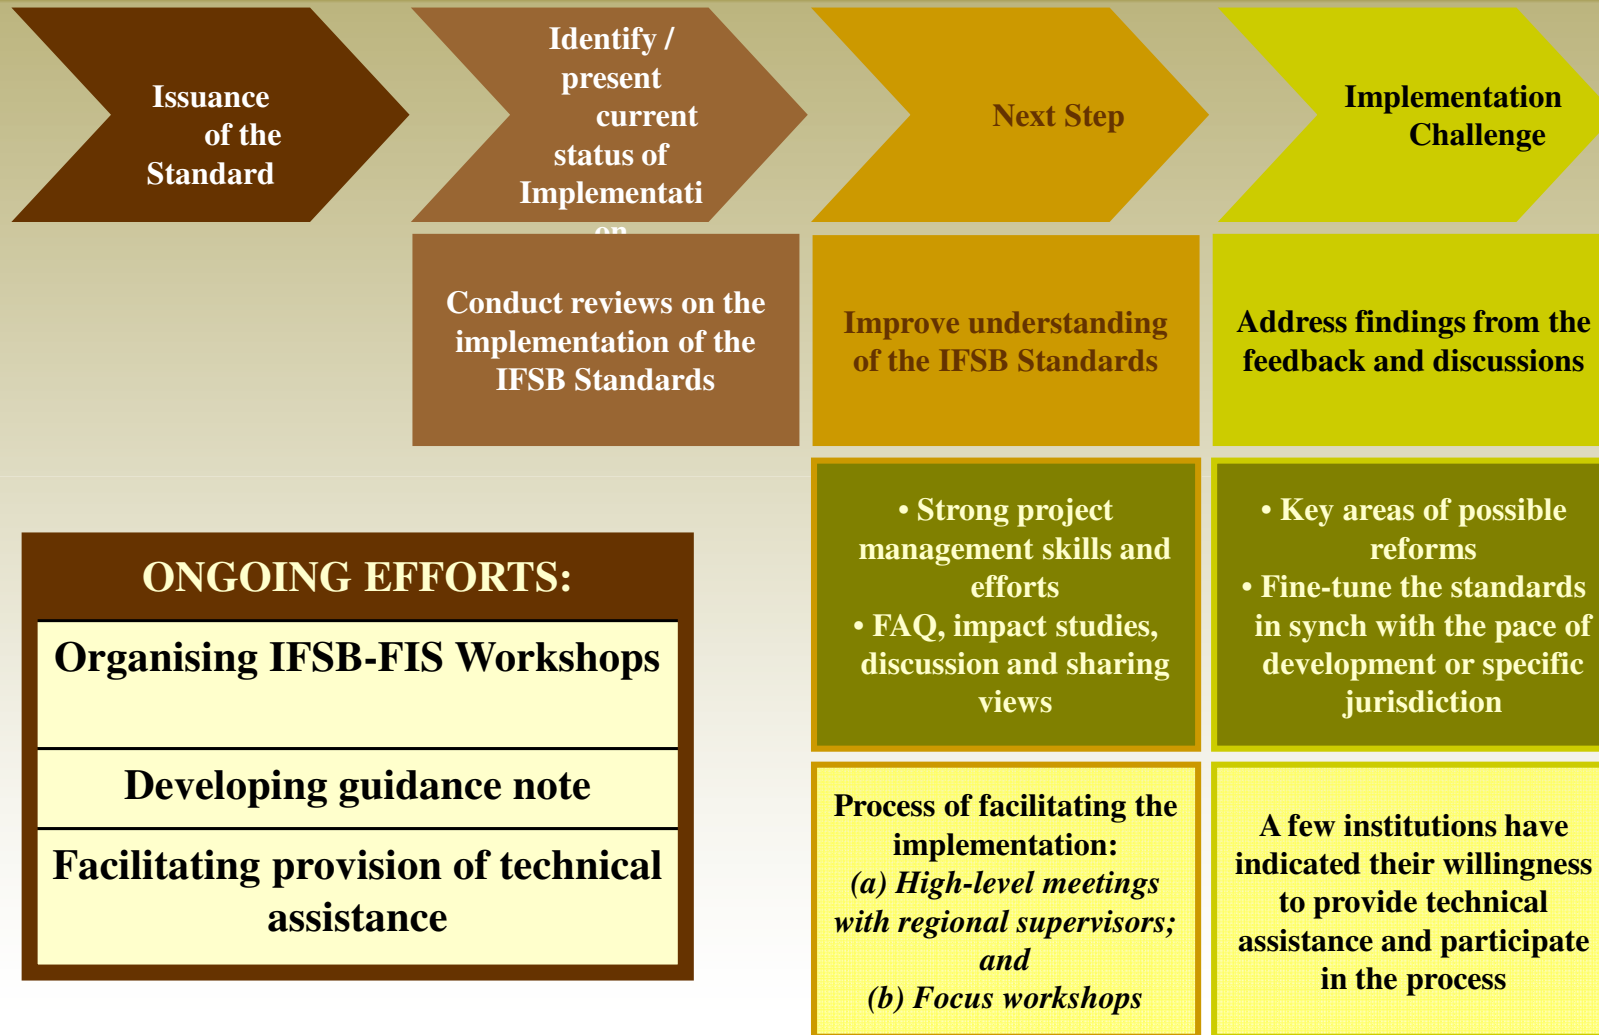 Issuance
of the
Standard
Identify /
present
current
status of
Implementati
on
Next Step
Implementation
Challenge
Conduct reviews on the
implementation of the
IFSB Standards
Improve understanding
of the IFSB Standards
Address findings from the
feedback and discussions
• Strong project
management skills and
efforts
• FAQ, impact studies,
discussion and sharing
views
• Key areas of possible
reforms
• Fine-tune the standards
in synch with the pace of
development or specific
jurisdiction
ONGOING EFFORTS:
Organising IFSB-FIS Workshops
Developing guidance note
Facilitating provision of technical
assistance
Process of facilitating the
implementation:
(a) High-level meetings
with regional supervisors;
and
(b) Focus workshops
A few institutions have
indicated their willingness
to provide technical
assistance and participate
in the process